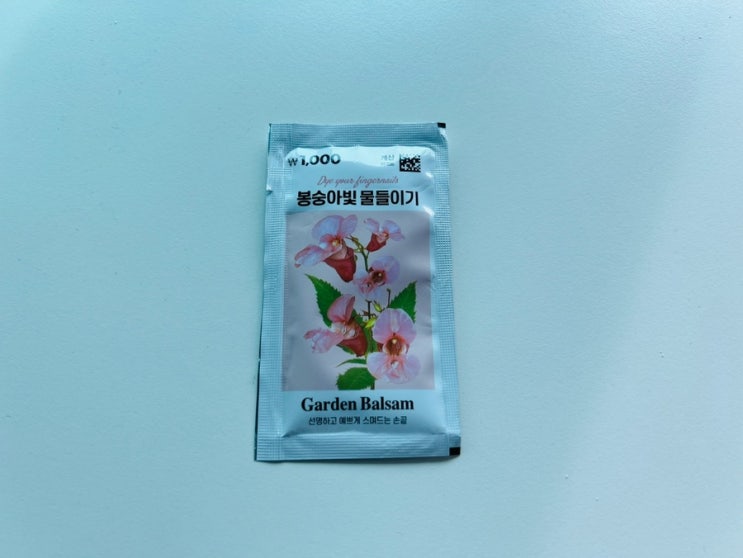 ₩1,000
Dye your fingernails
봉숭아빛 물들이기
Garden Balsam
선명하고 예쁘게 스며드는 손끝